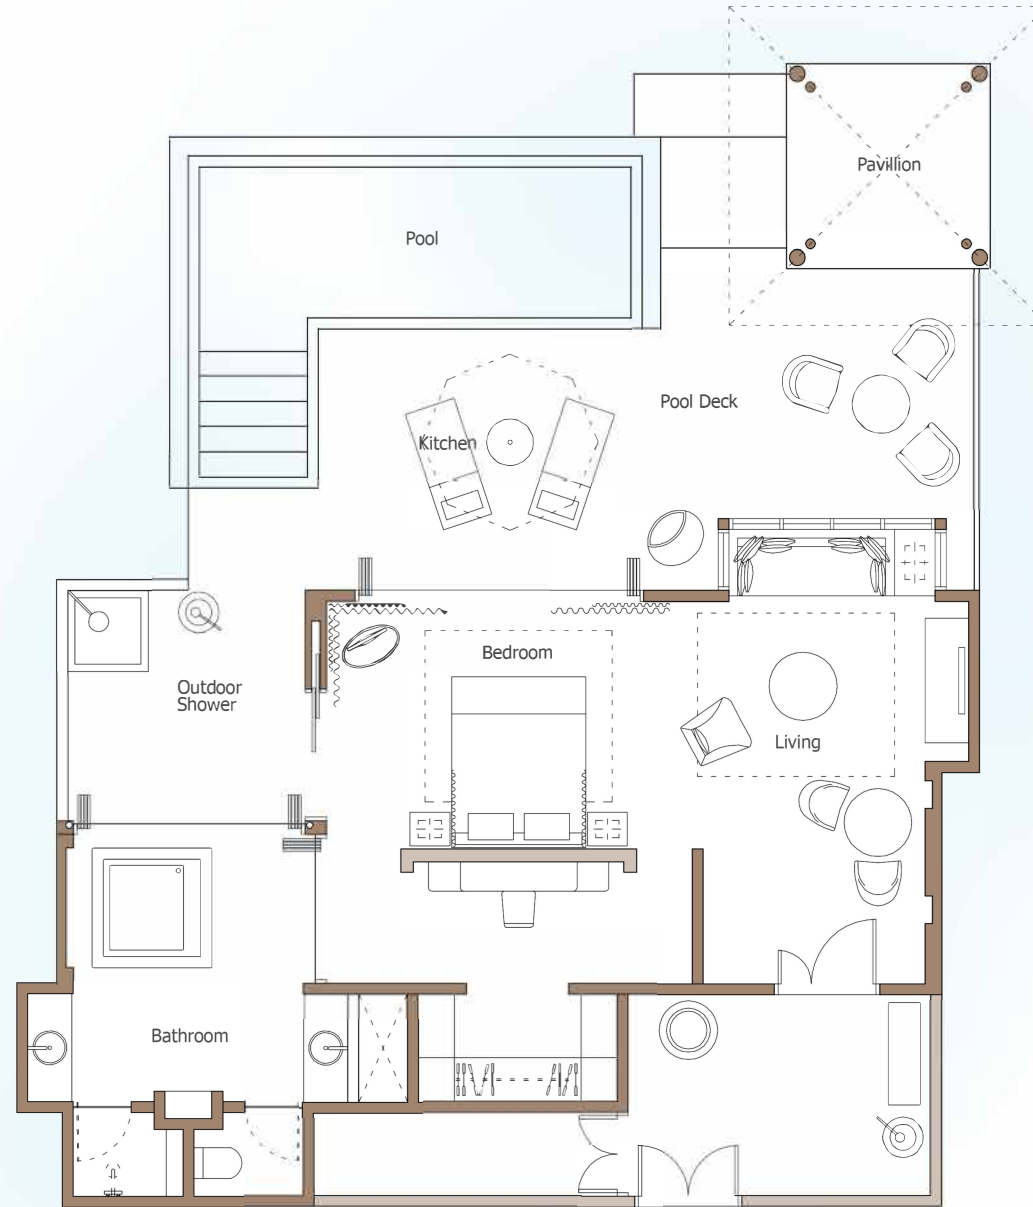 Pavillion
Pool
Pool Deck
Kitchen
Bedroom
Outdoor
Shower
Living
Bathroom